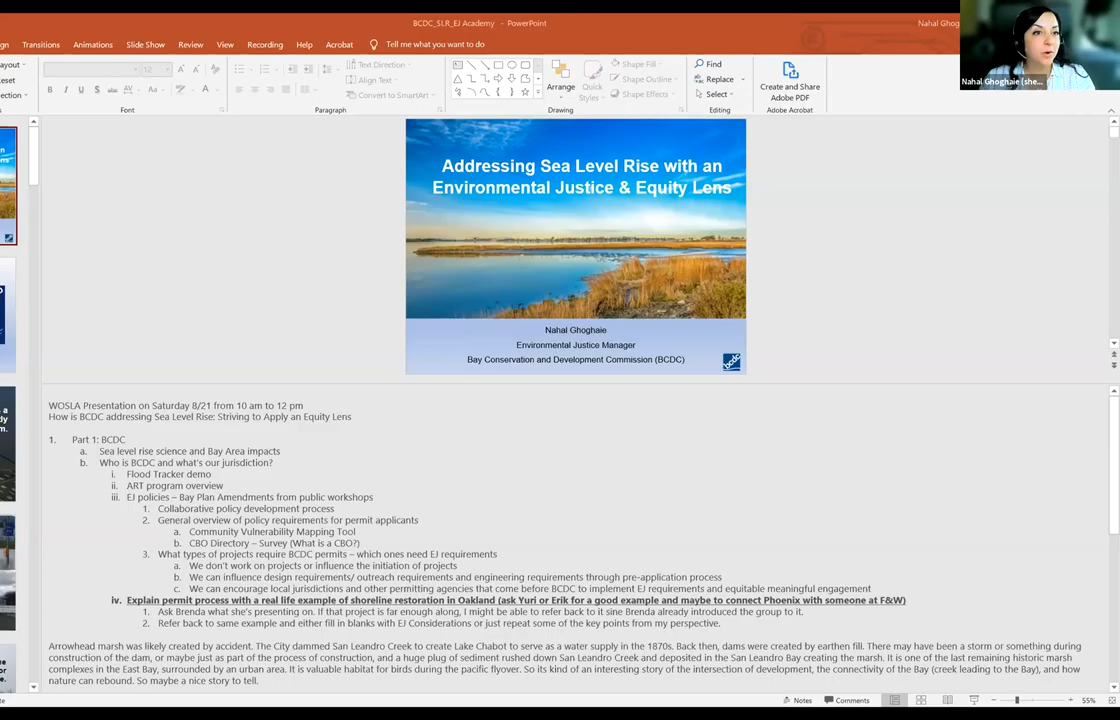 BCDC_SLR_EJ Academy - PowerPoint
Nahal Ghoghaie
gn Transitions Animations Slide Show Review View Recording Help Acrobat Tell me what you want to do
ayout
eset
ection
12
Text Direction
Align Text
Convert to SmartArt
Arrange
Quick
Styles
Shape Fill
Shape Outline
Shape Effects
Find
Replace
Select
Create and Share
Adobe PDF
Font
Paragraph
Drawing
Editing
Adobe Acrobat
Nahal Ghoghaie (she...
Addressing Sea Level Rise with an
Environmental Justice & Equity Lens
Nahal Ghoghaie
Environmental Justice Manager
Bay Conservation and Development Commission (BCDC)
WOSLA Presentation on Saturday 8/21 from 10 am to 12 pm
How is BCDC addressing Sea Level Rise: Striving to Apply an Equity Lens
1. Part 1: BCDC
a. Sea level rise science and Bay Area impacts
b. Who is BCDC and what's our jurisdiction?
i. Flood Tracker demo
ii. ART program overview
iii. EJ policies – Bay Plan Amendments from public workshops
1. Collaborative policy development process
2. General overview of policy requirements for permit applicants
a. Community Vulnerability Mapping Tool
b. CBO Directory – Survey (What is a CBO?)
3. What types of projects require BCDC permits – which ones need EJ requirements
a. We don't work on projects or influence the initiation of projects
b. We can influence design requirements/ outreach requirements and engineering requirements through pre-application process
c. We can encourage local jurisdictions and other permitting agencies that come before BCDC to implement EJ requirements and equitable meaningful engagement
iv. Explain permit process with a real life example of shoreline restoration in Oakland (ask Yuri or Erik for a good example and maybe to connect Phoenix with someone at F&W)
1. Ask Brenda what she's presenting on. If that project is far enough along, I might be able to refer back to it sine Brenda already introduced the group to it.
2. Refer back to same example and either fill in blanks with EJ Considerations or just repeat some of the key points from my perspective.
Arrowhead marsh was likely created by accident. The City dammed San Leandro Creek to create Lake Chabot to serve as a water supply in the 1870s. Back then, dams were created by earthen fill. There may have been a storm or something during
construction of the dam, or maybe just as part of the process of construction, and a huge plug of sediment rushed down San Leandro Creek and deposited in the San Leandro Bay creating the marsh. It is one of the last remaining historic marsh
complexes in the East Bay, surrounded by an urban area. It is valuable habitat for birds during the pacific flyover. So its kind of an interesting story of the intersection of development, the connectivity of the Bay (creek leading to the Bay), and how
nature can rebound. So maybe a nice story to tell.
Notes Comments 55%